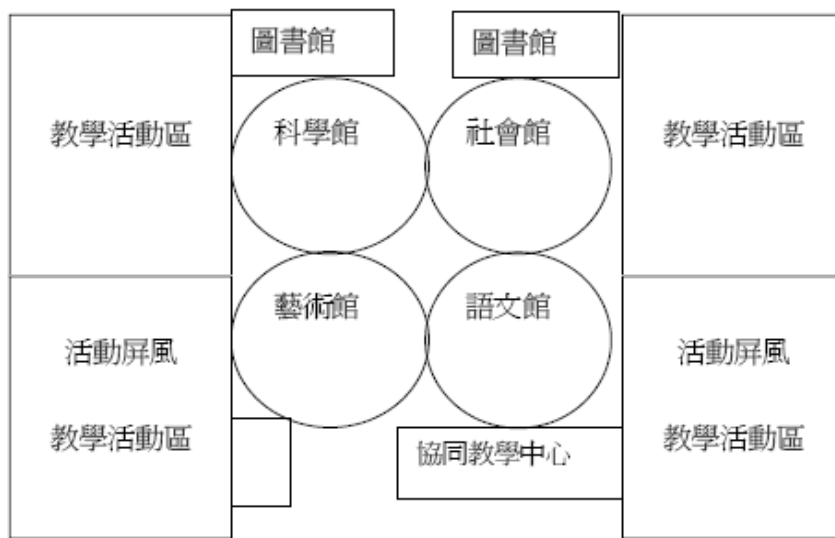 圖書館
圖書館
教學活動區
科學館
社會館
教學活動區
藝術館
語文館
活動屏風
教學活動區
活動屏風
教學活動區
協同教學中心